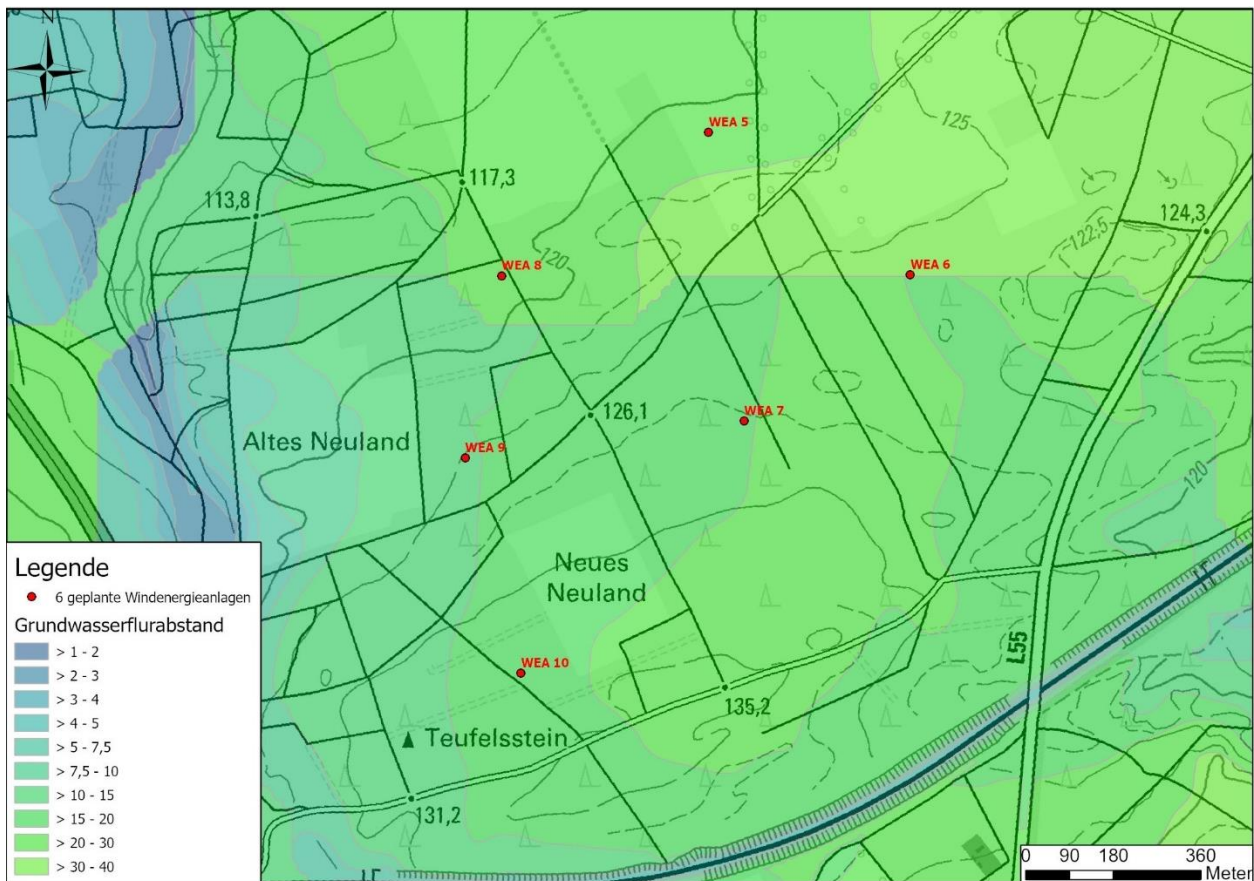 N
WEA 5
125
117,3
113,8
124,3
122,5
120
WEA 8
WEA 6
126,1
WEA 7
Altes Neuland
WEA 9
120
Neues
Neuland
L55
WEA 10
135,2
Teufelsstein
131,2
Legende
6 geplante Windenergieanlagen
Grundwasserflurabstand
> 1 - 2
> 2 - 3
> 3 - 4
> 4 - 5
> 5 - 7,5
> 7,5 - 10
> 10 - 15
> 15 - 20
> 20 - 30
> 30 - 40
0 90 180 360
Meter